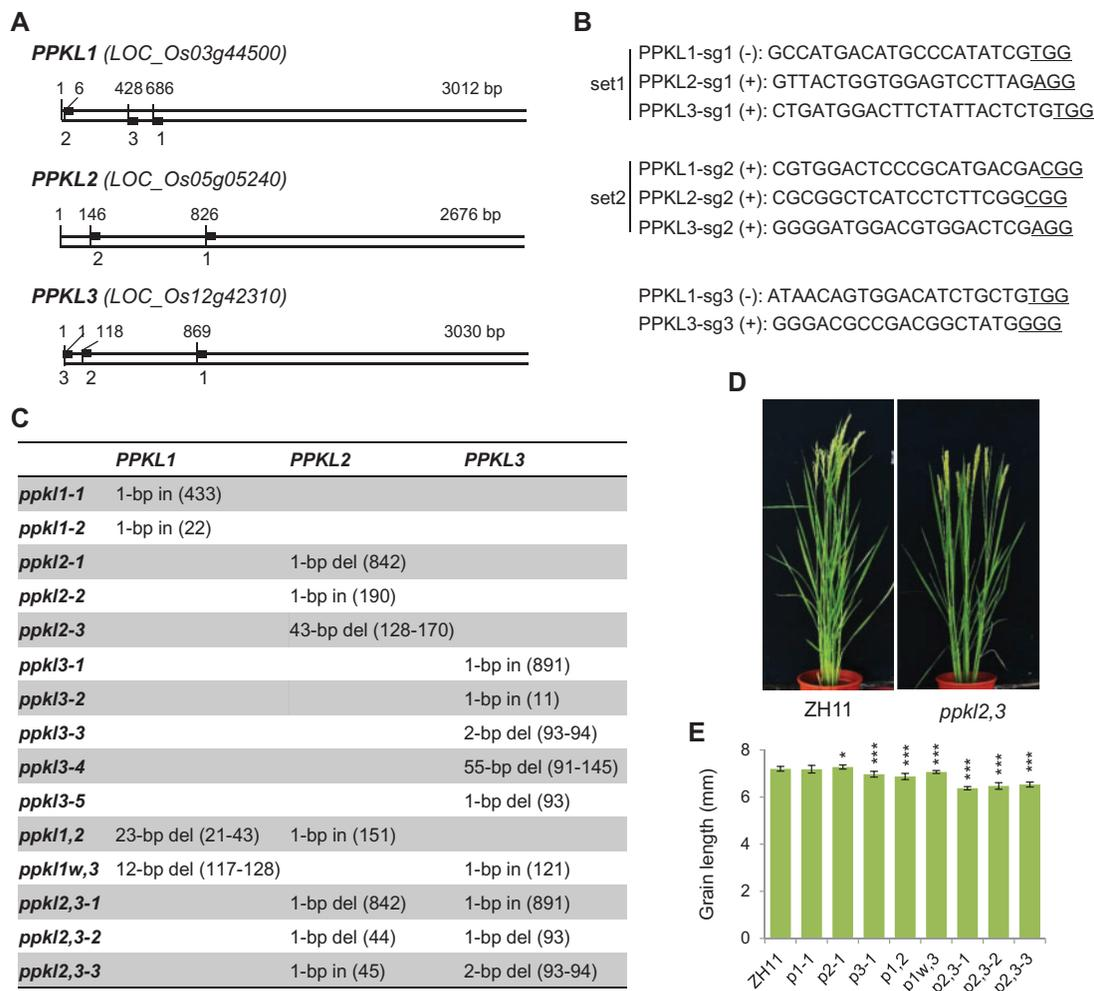 A
PPKL1 (LOC_Os03g44500)
1 6 428 686 3012 bp
2 3 1
PPKL2 (LOC_Os05g05240)
1 146 826 2676 bp
2 1
PPKL3 (LOC_Os12g42310)
1 1 118 869 3030 bp
3 2 1
B
set1
PPKL1-sg1 (-): GCCATGACATGCCCATATCGTGG
PPKL2-sg1 (+): GTTACTGGTGGAGTCCTTAGAGG
PPKL3-sg1 (+): CTGATGGACTTCTATTACTCTGTGG
set2
PPKL1-sg2 (+): CGTGGACTCCCGCATGACGACGG
PPKL2-sg2 (+): CGCGGCTCATCCTCTTCGGCGG
PPKL3-sg2 (+): GGGGATGGACGTGGACTCGAGG
PPKL1-sg3 (-): ATAACAGTGGACATCTGCTGTGG
PPKL3-sg3 (+): GGGACGCCGACGGCTATGGGG
C
PPKL1 PPKL2 PPKL3
ppkl1-1 1-bp in (433)
ppkl1-2 1-bp in (22)
ppkl2-1 1-bp del (842)
ppkl2-2 1-bp in (190)
ppkl2-3 43-bp del (128-170)
ppkl3-1 1-bp in (891)
ppkl3-2 1-bp in (11)
ppkl3-3 2-bp del (93-94)
ppkl3-4 55-bp del (91-145)
ppkl3-5 1-bp del (93)
ppkl1,2 23-bp del (21-43) 1-bp in (151)
ppkl1w,3 12-bp del (117-128) 1-bp in (121)
ppkl2,3-1 1-bp del (842) 1-bp in (891)
ppkl2,3-2 1-bp del (44) 1-bp del (93)
ppkl2,3-3 1-bp in (45) 2-bp del (93-94)
D
ZH11 ppkl2,3
E
Grain length (mm)
8
6
4
2
0
* *** *** *** *** *** ***
ZH11 p1-1 p2-1 p3-1 p1,2 p1w,3 p2,3-1 p2,3-2 p2,3-3